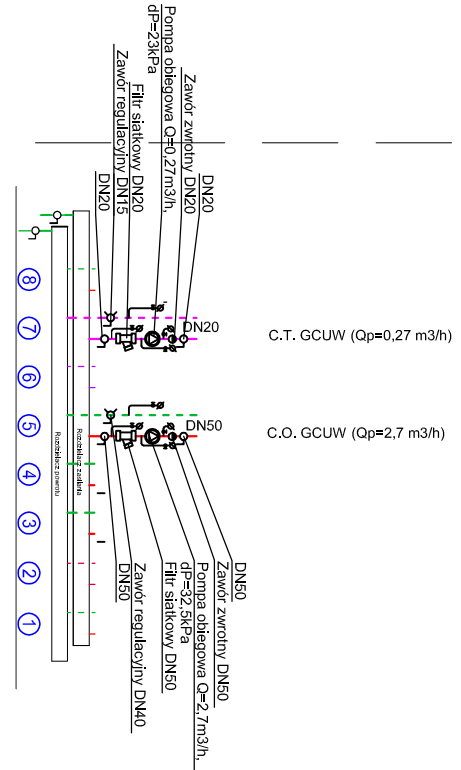 Pompa obiegowa Q=0,27m3/h,
dP=23kPa
Zawór zwrotny DN20
DN20
Filtr siatkowy DN20
Zawór regulacyjny DN15
DN20
DN20
C.T. GCUW (Qp=0,27 m3/h)
DN50
C.O. GCUW (Qp=2,7 m3/h)
8
7
6
5
4
3
2
1
Rozdzielacz powrotu
Rozdzielacz zasilania
DN50
Zawór zwrotny DN50
Pompa obiegowa Q=2,7m3/h,
dP=32,5kPa
Filtr siatkowy DN50
Zawór regulacyjny DN40
DN50